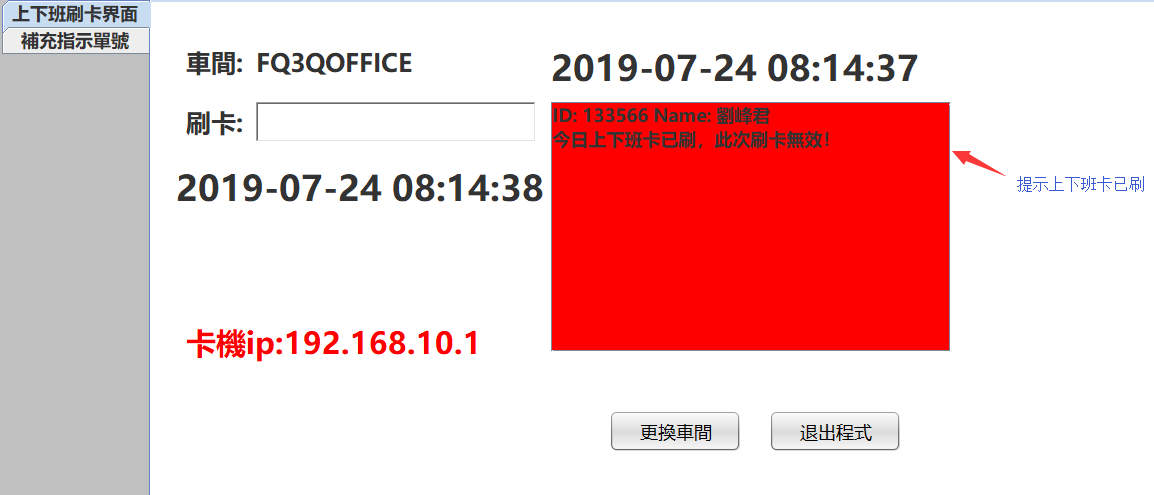 上下班刷卡界面
補充指示單號
車間: FQ3QOFFICE
2019-07-24 08:14:37
刷卡:
ID: 133566 Name: 劉峰君
今日上下班卡已刷，此次刷卡無效！
2019-07-24 08:14:38
提示上下班卡已刷
卡機ip:192.168.10.1
更換車間
退出程式